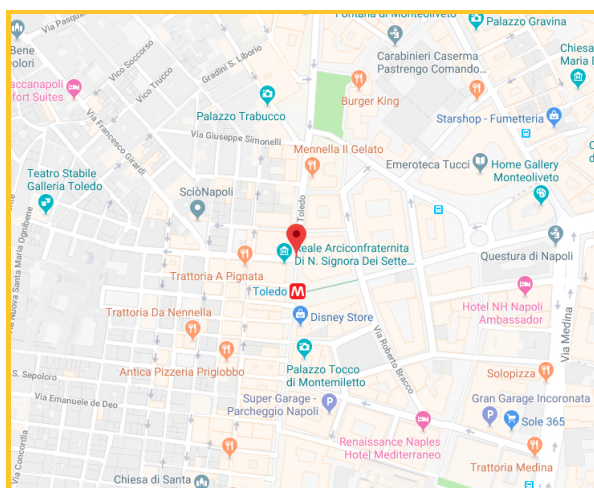 Via Pasqua
Fontana di Monteoliveto
Palazzo Gravina
Bene
olori
Vico Soccorso
Gradini S. Liborio
Carabinieri Caserma
Pastrengo Comando...
Chiesa
Maria D
Vico Trucco
accanapoli
fort Suites
Burger King
Palazzo Trabucco
Starshop - Fumetteria
Via Francesco Girardi
Via Giuseppe Simonelli
Mennella Il Gelato
Emeroteca Tucci
Home Gallery
Monteoliveto
Teatro Stabile
Galleria Toledo
SciòNapoli
Toledo
Via Nuova Santa Maria Ognibene
Reale Arciconfraternita
Di N. Signora Dei Sette...
Questura di Napoli
Trattoria A Pignata
Toledo
M
Disney Store
Hotel NH Napoli
Ambassador
Trattoria Da Nennella
Via Roberto Bracco
Via Medina
Antica Pizzeria Prigiobbo
Palazzo Tocco
di Montemiletto
Solopizza
S. Sepolcro
Via Emanuele de Deo
Super Garage -
Parcheggio Napoli
P
Gran Garage Incoronata
P
Sole 365
Via Concordia
Renaissance Naples
Hotel Mediterraneo
Trattoria Medina
Chiesa di Santa